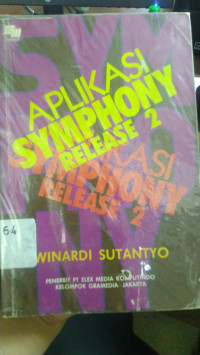 APLIKASI
SYMPHONY
RELEASE 2
APLIKASI
SYMPHONY
RELEASE 2
64
WINARDI SUTANTYO
PENERBIT PT ELEX MEDIA KOMPUTINDO
KELOMPOK GRAMEDIA - JAKARTA